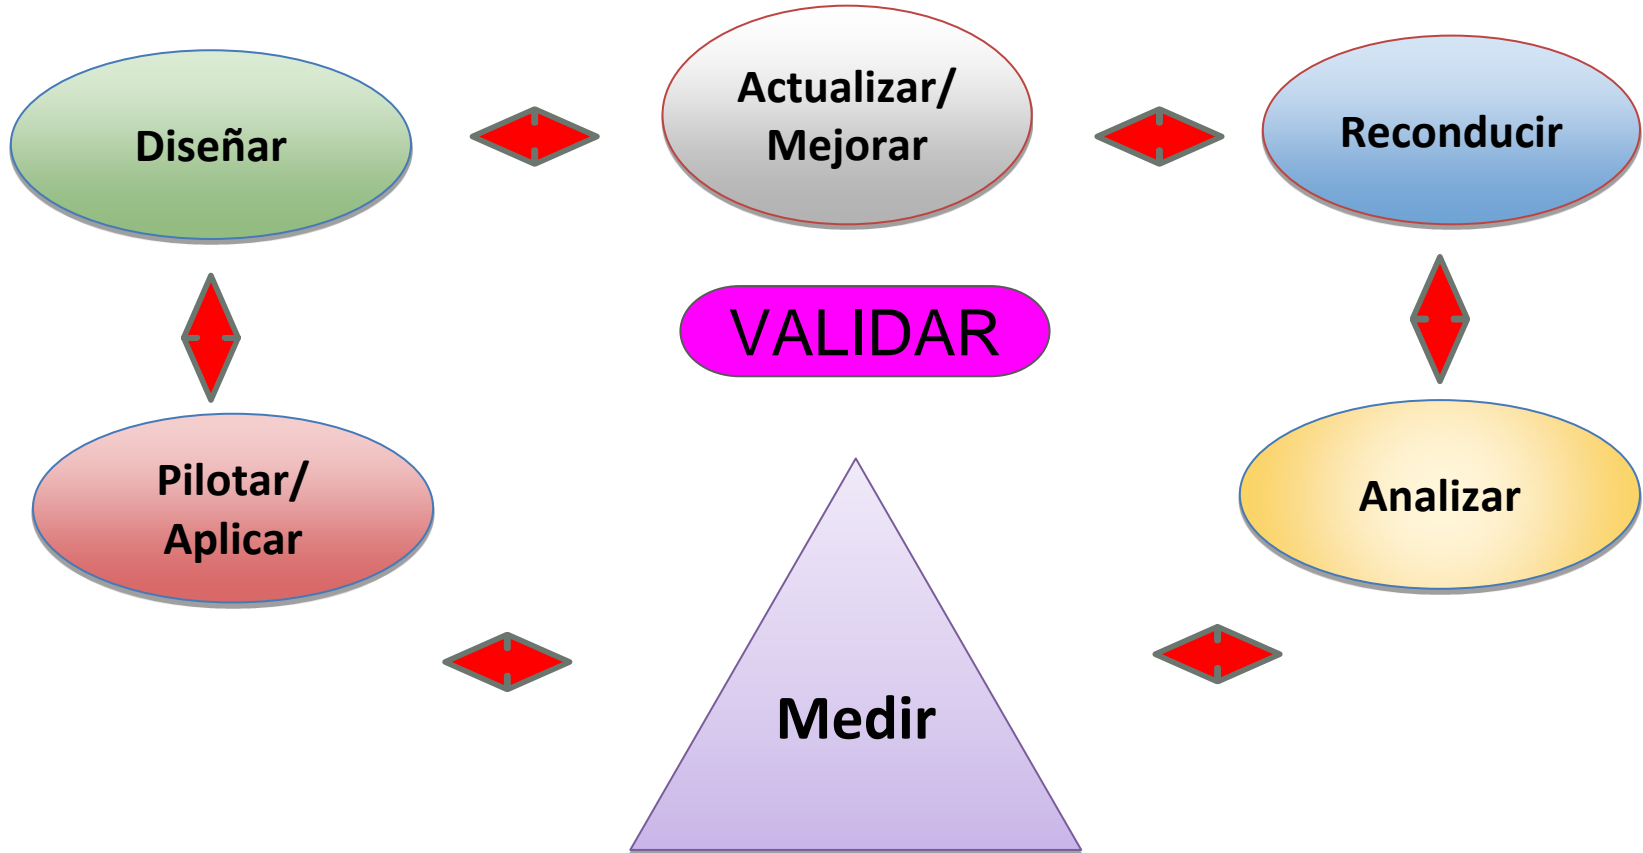 Diseñar
Actualizar/
Mejorar
Reconducir
VALIDAR
Pilotar/
Aplicar
Analizar
Medir